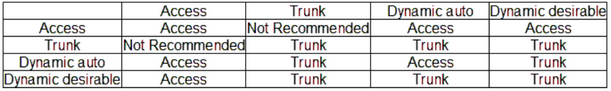 Access Trunk Dynamic auto Dynamic desirable
Access Access Not Recommended Access Access
Trunk Not Recommended Trunk Trunk Trunk
Dynamic auto Access Trunk Access Trunk
Dynamic desirable Access Trunk Trunk Trunk